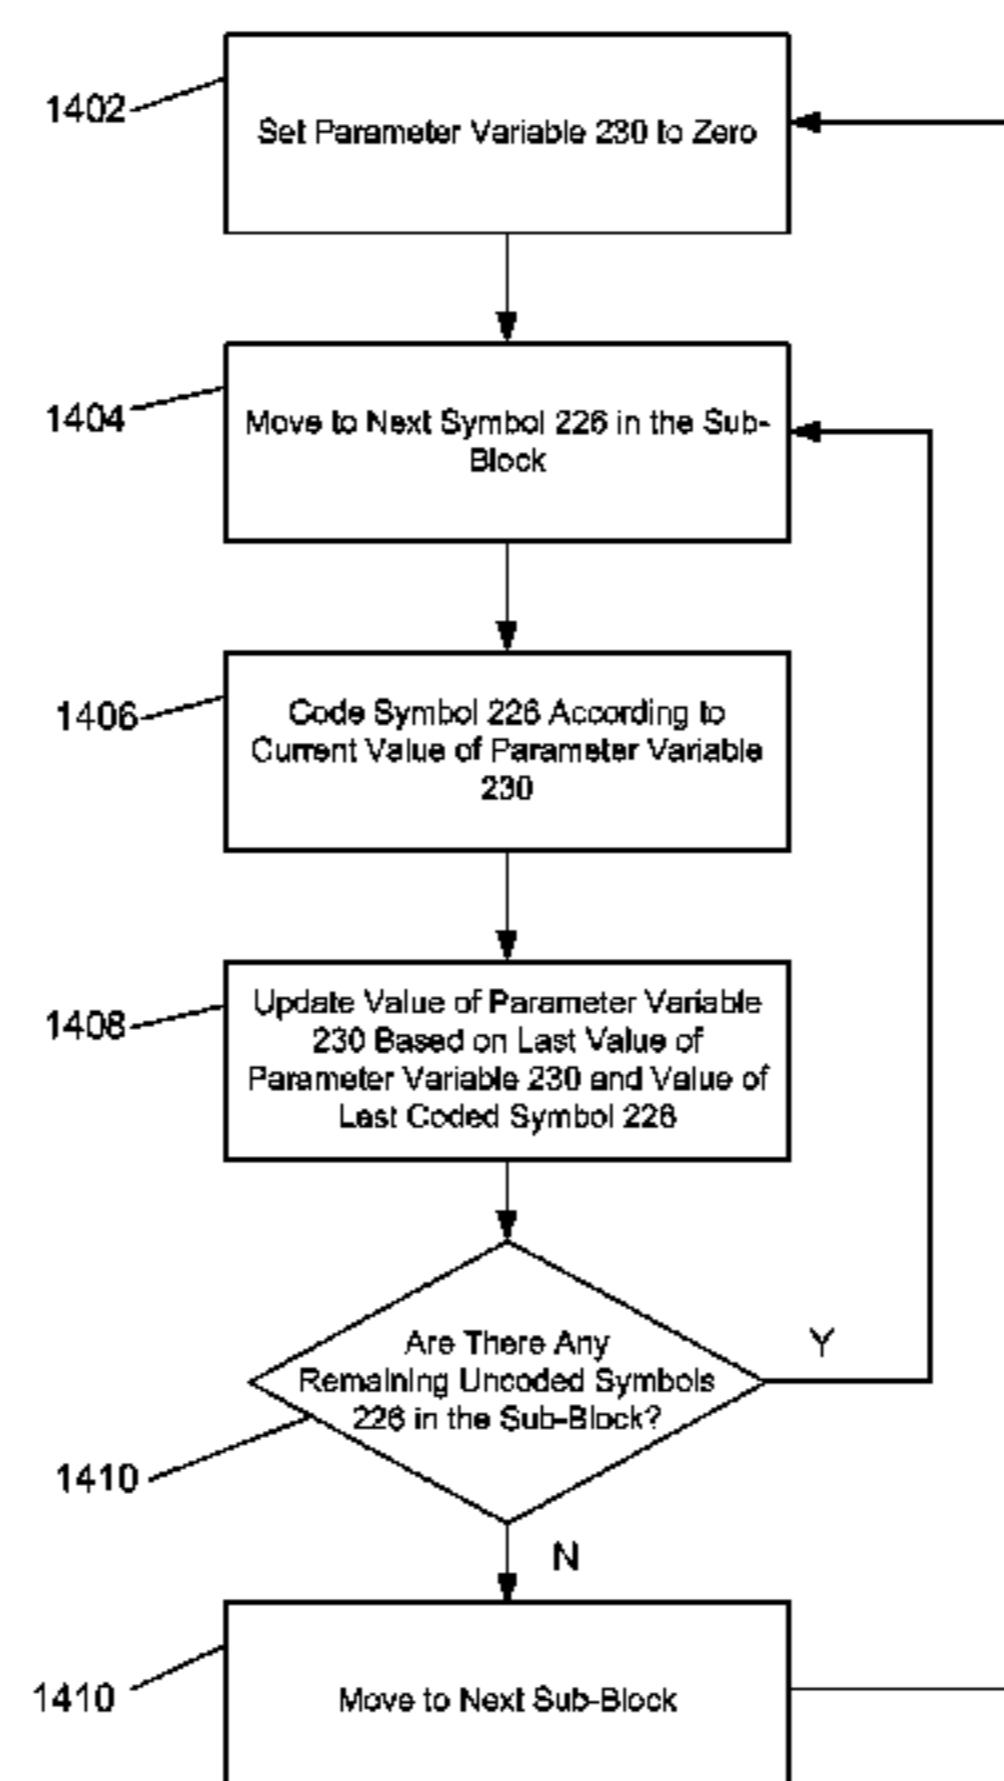 1402
Set Parameter Variable 230 to Zero
1404
Move to Next Symbol 226 in the Sub-
Block
1406
Code Symbol 226 According to
Current Value of Parameter Variable
230
1408
Update Value of Parameter Variable
230 Based on Last Value of
Parameter Variable 230 and Value of
Last Coded Symbol 226
Are There Any
Remaining Uncoded Symbols
226 in the Sub-Block?
Y
1410
N
1410
Move to Next Sub-Block